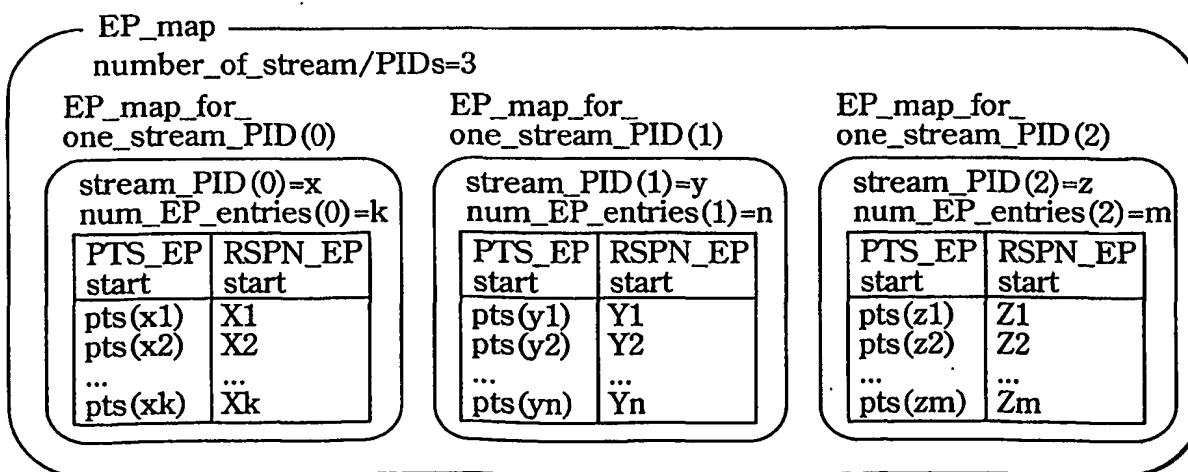 EP_map
number_of_stream/PIDs=3
EP_map_for_
one_stream_PID(0)
stream_PID(0)=x
num_EP_entries(0)=k
PTS_EP RSPN_EP
start start
pts(x1) X1
pts(x2) X2
... ...
pts(xk) Xk
EP_map_for_
one_stream_PID(1)
stream_PID(1)=y
num_EP_entries(1)=n
PTS_EP RSPN_EP
start start
pts(y1) Y1
pts(y2) Y2
... ...
pts(yn) Yn
EP_map_for_
one_stream_PID(2)
stream_PID(2)=z
num_EP_entries(2)=m
PTS_EP RSPN_EP
start start
pts(z1) Z1
pts(z2) Z2
... ...
pts(zm) Zm